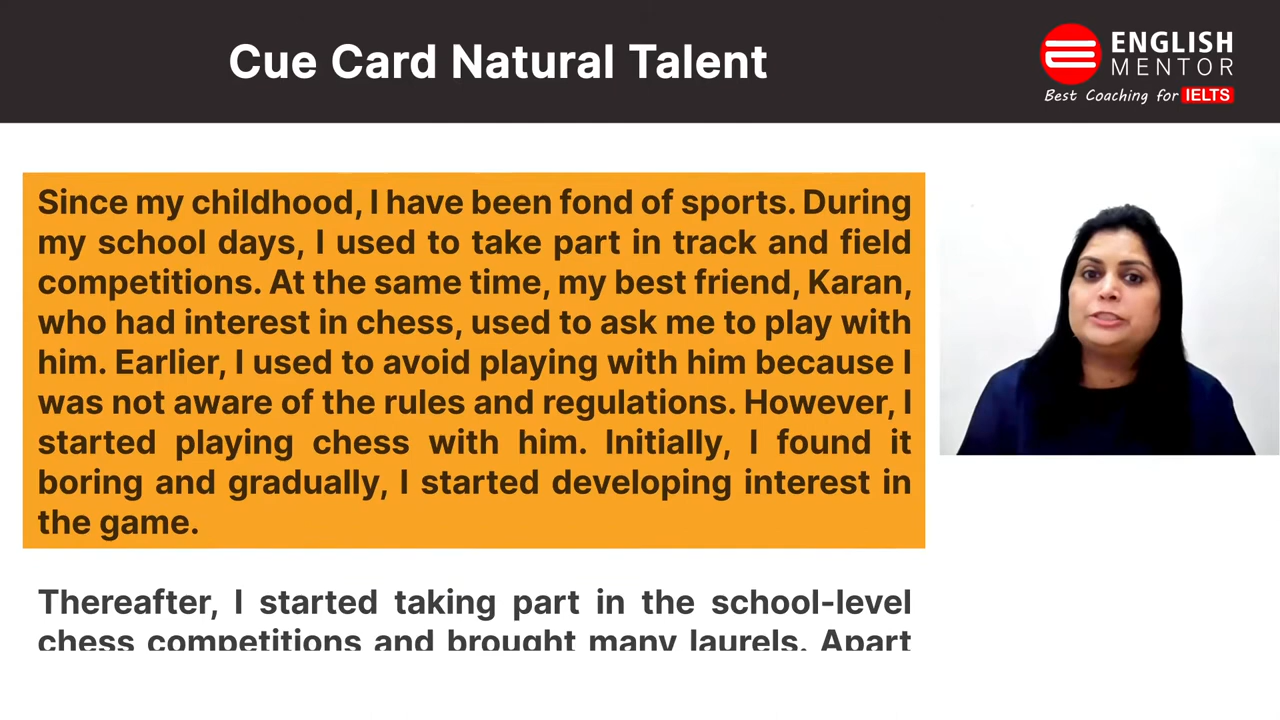 Cue Card Natural Talent
ENGLISH
MENTOR
Best Coaching for IELTS
Since my childhood, I have been fond of sports. During
my school days, I used to take part in track and field
competitions. At the same time, my best friend, Karan,
who had interest in chess, used to ask me to play with
him. Earlier, I used to avoid playing with him because I
was not aware of the rules and regulations. However, I
started playing chess with him. Initially, I found it
boring and gradually, I started developing interest in
the game.
Thereafter, I started taking part in the school-level
chess competitions and brought many laurels. Apart